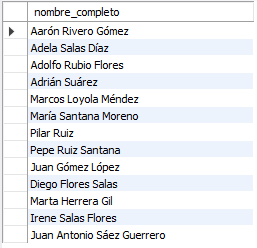 nombre_completo
Aarón Rivero Gómez
Adela Salas Díaz
Adolfo Rubio Flores
Adrián Suárez
Marcos Loyola Méndez
María Santana Moreno
Pilar Ruiz
Pepe Ruiz Santana
Juan Gómez López
Diego Flores Salas
Marta Herrera Gil
Irene Salas Flores
Juan Antonio Sáez Guerrero